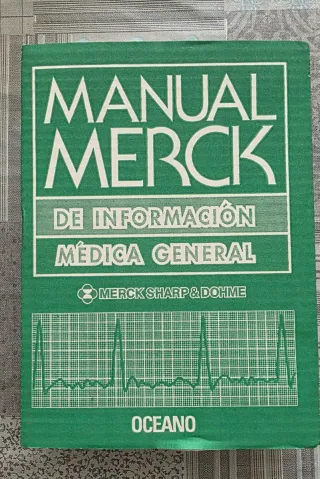 MANUAL
MERCK
DE INFORMACIÓN
MÉDICA GENERAL
MERCK SHARP & DOHME
OCEANO